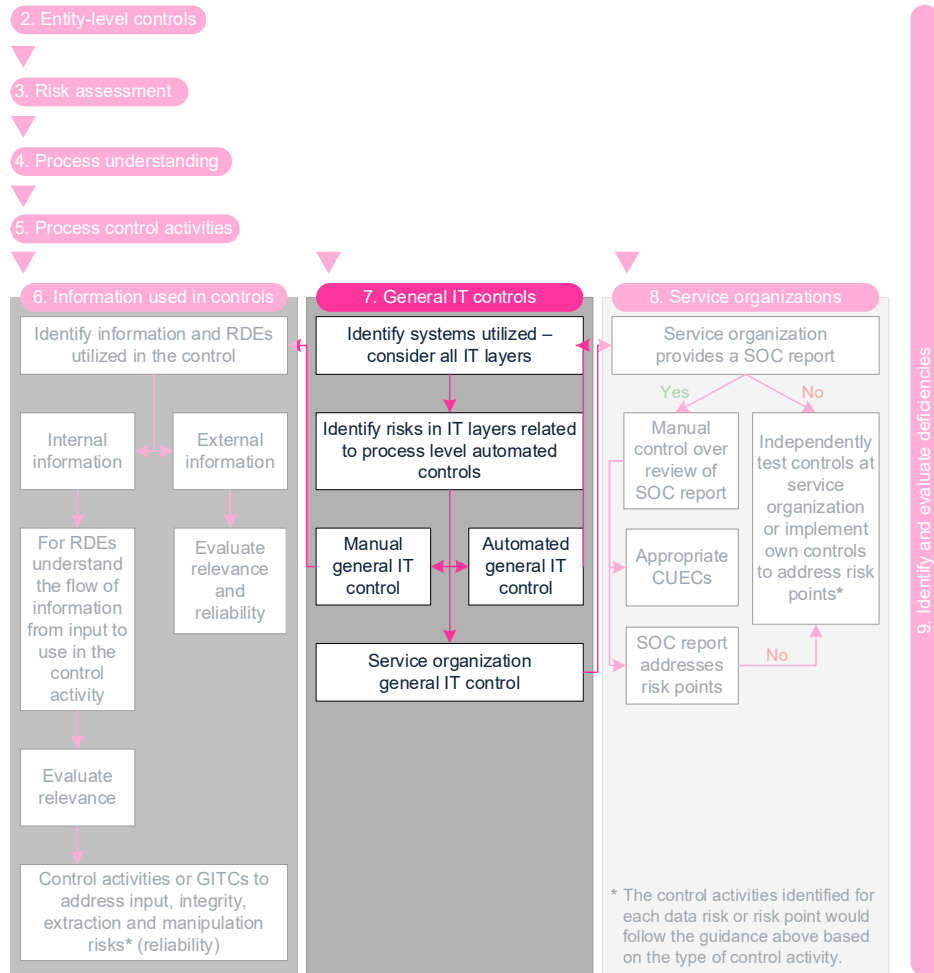 2. Entity-level controls
3. Risk assessment
4. Process understanding
5. Process control activities
6. Information used in controls
Identify information and RDEs
utilized in the control
Internal
information
External
information
For RDEs
understand
the flow of
information
from input to
use in the
control
activity
Evaluate
relevance
and
reliability
Evaluate
relevance
Control activities or GITCs to
address input, integrity,
extraction and manipulation
risks* (reliability)
7. General IT controls
Identify systems utilized –
consider all IT layers
Identify risks in IT layers related
to process level automated
controls
Manual
general IT
control
Automated
general IT
control
Service organization
general IT control
8. Service organizations
Service organization
provides a SOC report
Yes
No
Manual
control over
review of
SOC report
Appropriate
CUECs
SOC report
addresses
risk points
No
Independently
test controls at
service
organization
or implement
own controls
to address risk
points*
* The control activities identified for
each data risk or risk point would
follow the guidance above based
on the type of control activity.
9. Identify and evaluate deficiencies